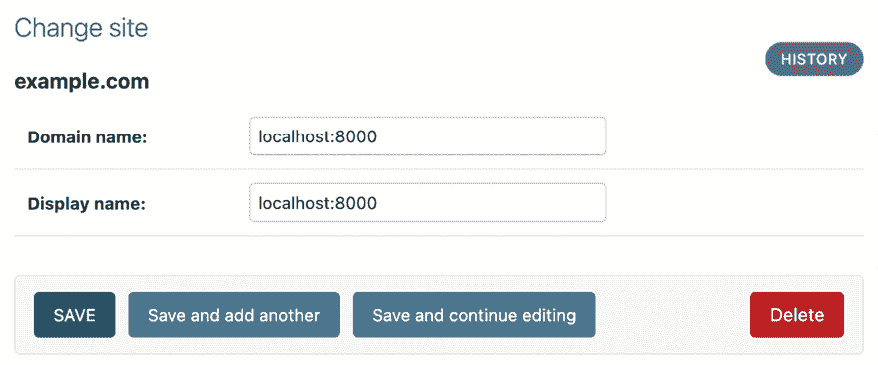 Change site
HISTORY
example.com
Domain name: localhost:8000
Display name: localhost:8000
SAVE Save and add another Save and continue editing Delete